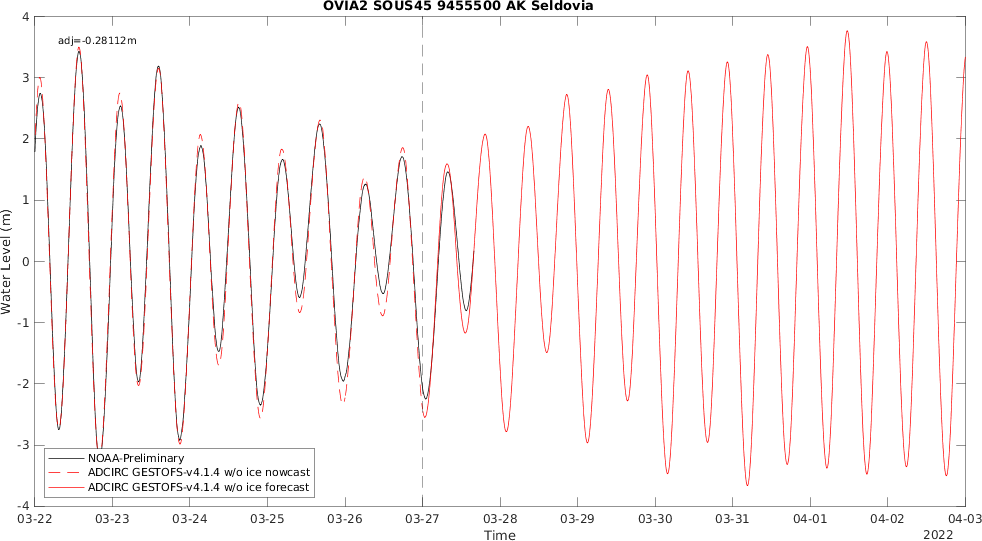 OVIA2 SOUS45 9455500 AK Seldovia
adj=-0.28112m
4
3
2
1
0
-1
-2
-3
-4
Water Level (m)
NOAA-Preliminary
ADCIRC GESTOFS-v4.1.4 w/o ice nowcast
ADCIRC GESTOFS-v4.1.4 w/o ice forecast
03-22 03-23 03-24 03-25 03-26 03-27 03-28 03-29 03-30 03-31 04-01 04-02 04-03
Time
2022